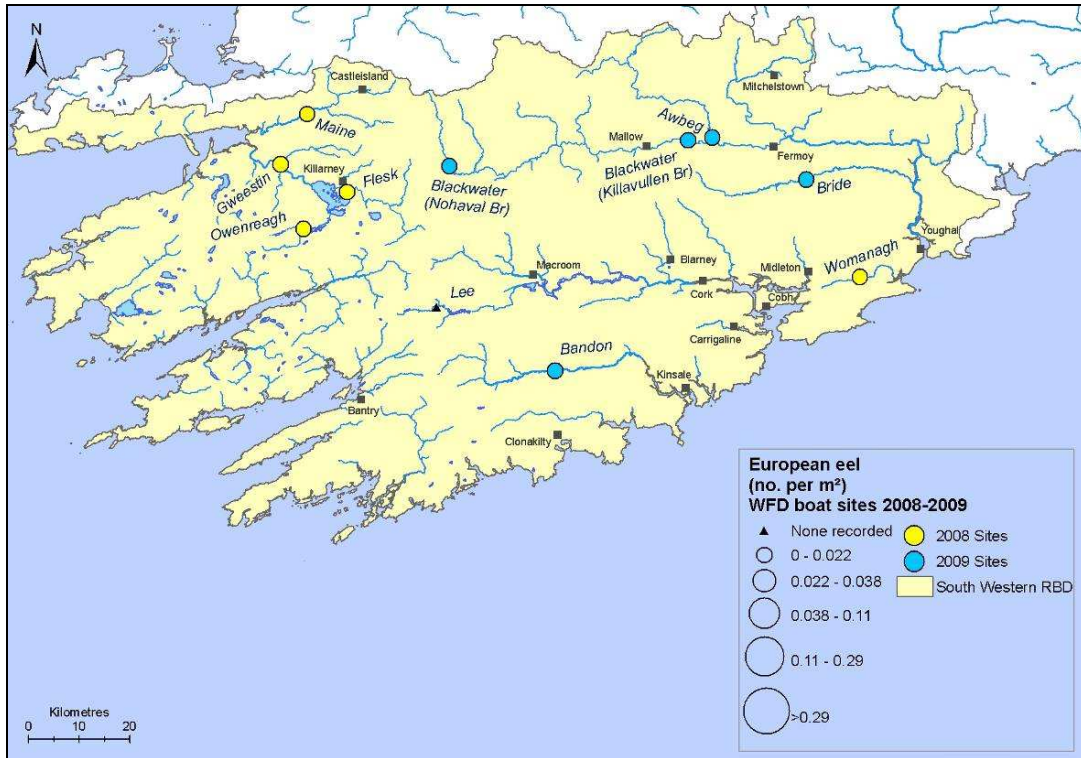 N
Castleisland
Maine
Mitchelstown
Awbeg
Mallow
Fermoy
Killarney
Flesk
Gweestin
Blackwater
(Nohaval Br)
Blackwater
(Killavullen Br)
Bride
Owenreagh
Youghal
Womanagh
Blarney
Midleton
Macroom
Lee
Cork
Cobh
Carrigaline
Bandon
Kinsale
Bantry
Clonakilty
European eel
(no. per m²)
WFD boat sites 2008-2009
None recorded
0 - 0.022
0.022 - 0.038
0.038 - 0.11
0.11 - 0.29
>0.29
2008 Sites
2009 Sites
South Western RBD
Kilometres
0 10 20